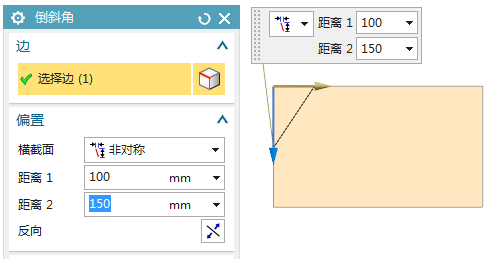 倒斜角
边
选择边 (1)
偏置
横截面 非对称
距离 1 100 mm
距离 2 150 mm
反向
距离 1 100
距离 2 150